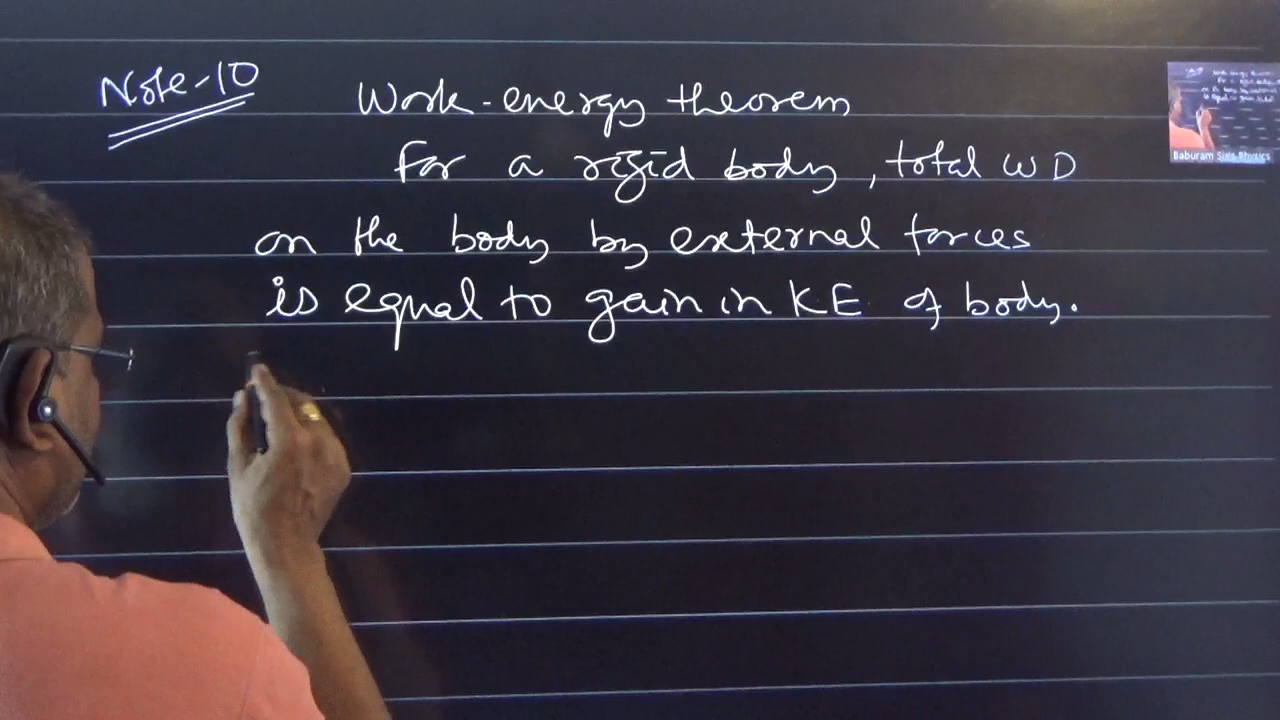 Note-10
Work-energy theorem
For a rigid body, total WD
on the body by external forces
is equal to gain in KE of body.
Baburam Sir's Physics